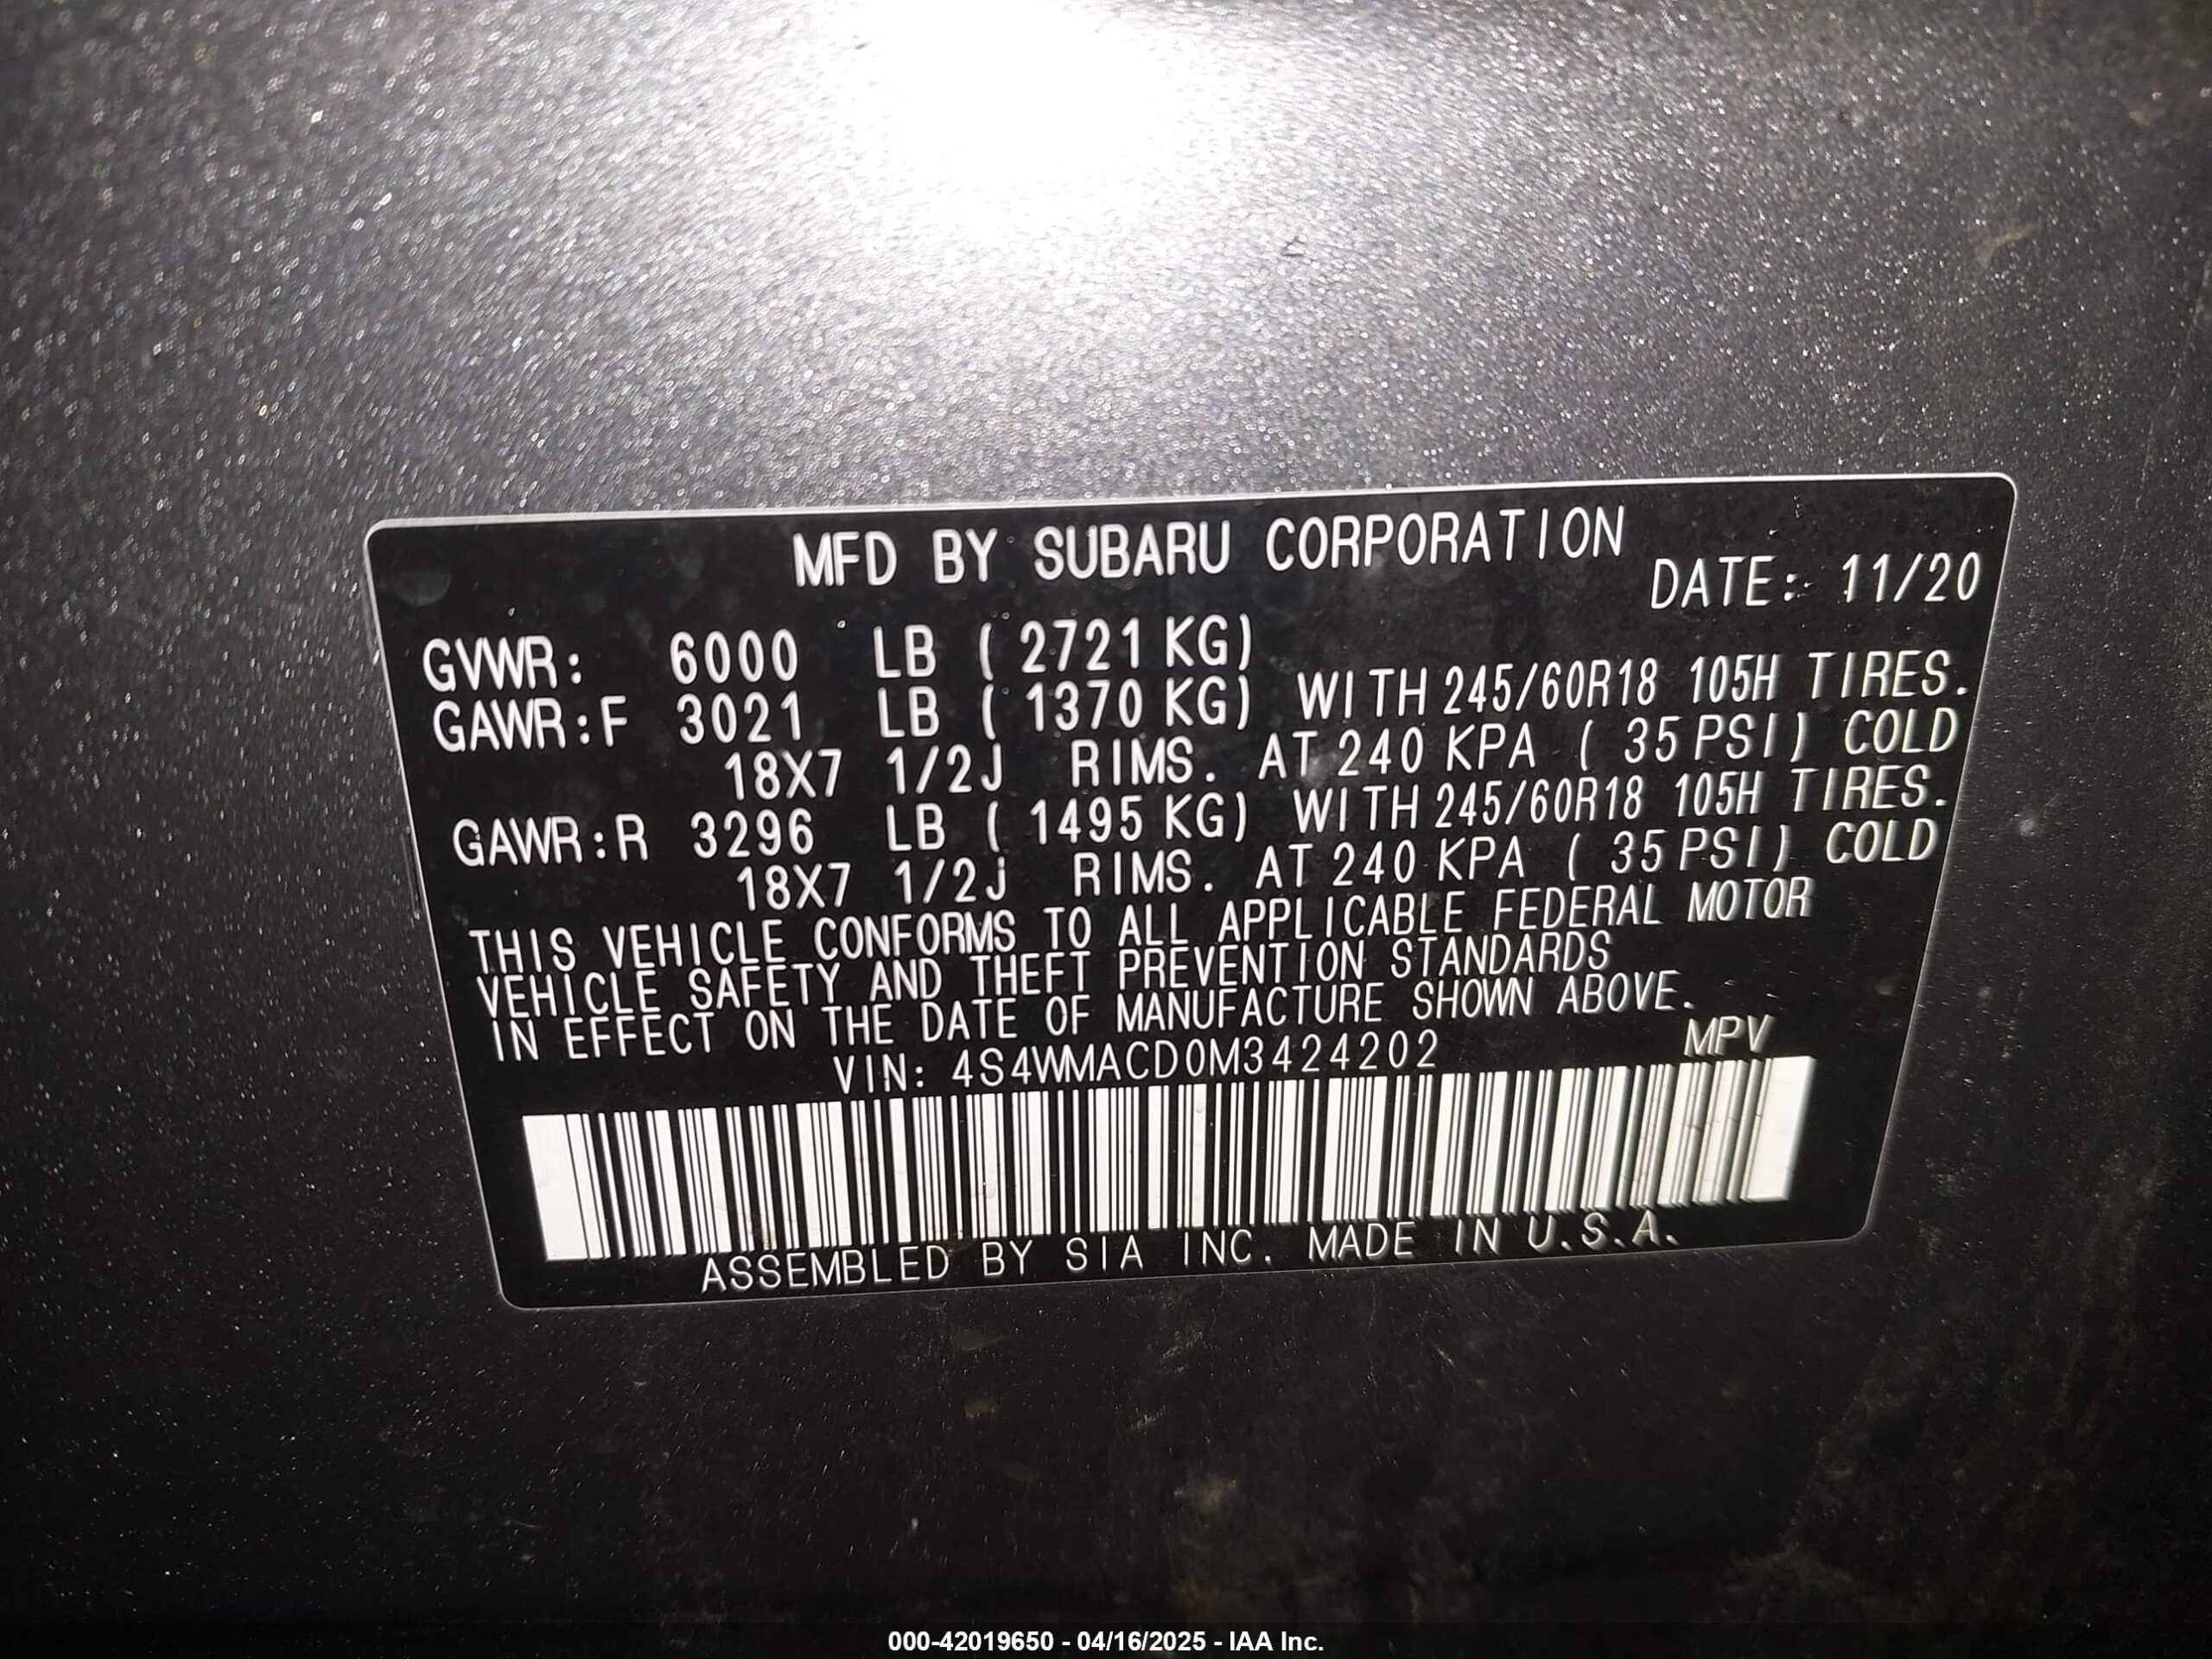 MFD BY SUBARU CORPORATION
DATE: 11/20
GVWR: 6000 LB ( 2721 KG)
GAWR:F 3021 LB ( 1370 KG) WITH 245/60R18 105H TIRES.
18X7 1/2J RIMS. AT 240 KPA ( 35 PSI) COLD
GAWR:R 3296 LB ( 1495 KG) WITH 245/60R18 105H TIRES.
18X7 1/2J RIMS. AT 240 KPA ( 35 PSI) COLD
THIS VEHICLE CONFORMS TO ALL APPLICABLE FEDERAL MOTOR
VEHICLE SAFETY AND THEFT PREVENTION STANDARDS
IN EFFECT ON THE DATE OF MANUFACTURE SHOWN ABOVE.
VIN: 4S4WMACD0M3424202 MPV
ASSEMBLED BY SIA INC. MADE IN U.S.A.
000-42019650 - 04/16/2025 - IAA Inc.